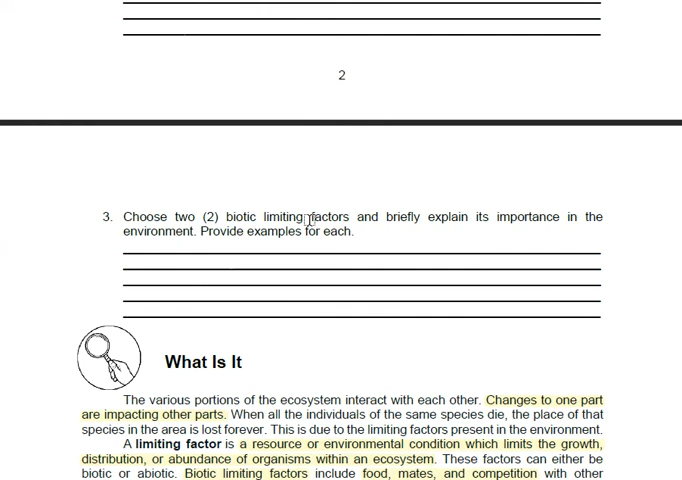 2
3. Choose two (2) biotic limiting factors and briefly explain its importance in the
environment. Provide examples for each.
What Is It
The various portions of the ecosystem interact with each other. Changes to one part
are impacting other parts. When all the individuals of the same species die, the place of that
species in the area is lost forever. This is due to the limiting factors present in the environment.
A limiting factor is a resource or environmental condition which limits the growth,
distribution, or abundance of organisms within an ecosystem. These factors can either be
biotic or abiotic. Biotic limiting factors include food, mates, and competition with other